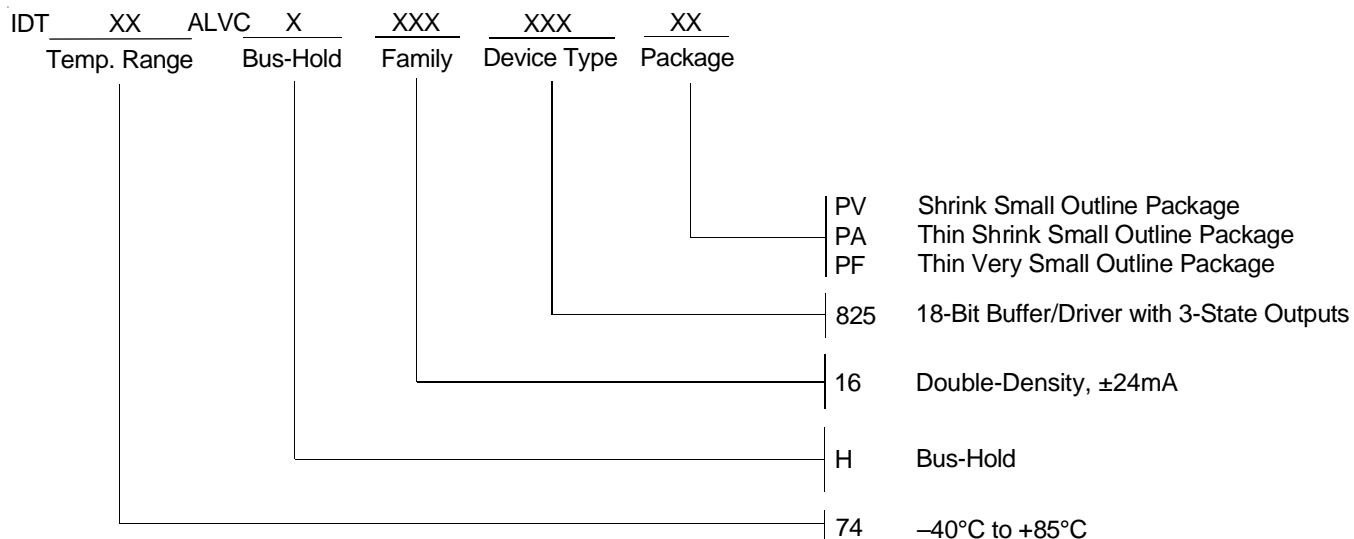 IDT XX ALVC X XXX XXX XX
Temp. Range Bus-Hold Family Device Type Package
PV Shrink Small Outline Package
PA Thin Shrink Small Outline Package
PF Thin Very Small Outline Package
825 18-Bit Buffer/Driver with 3-State Outputs
16 Double-Density, ±24mA
H Bus-Hold
74 –40°C to +85°C